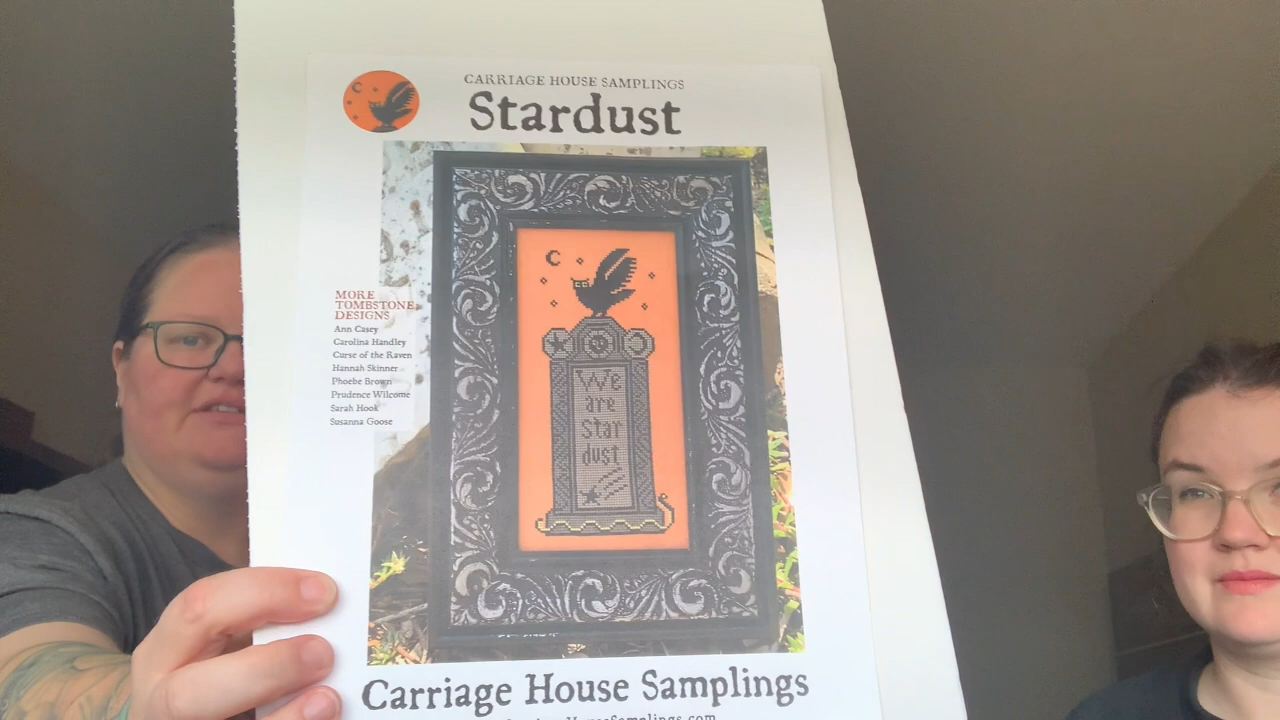 CARRIAGE HOUSE SAMPLINGS
Stardust
MORE
TOMBSTONE
DESIGNS
Ann Casey
Carolina Handley
Curse of the Raven
Hannah Skinner
Phoebe Brown
Prudence Wilcome
Sarah Hook
Susanna Goose
We
are
Star
dust
Carriage House Samplings